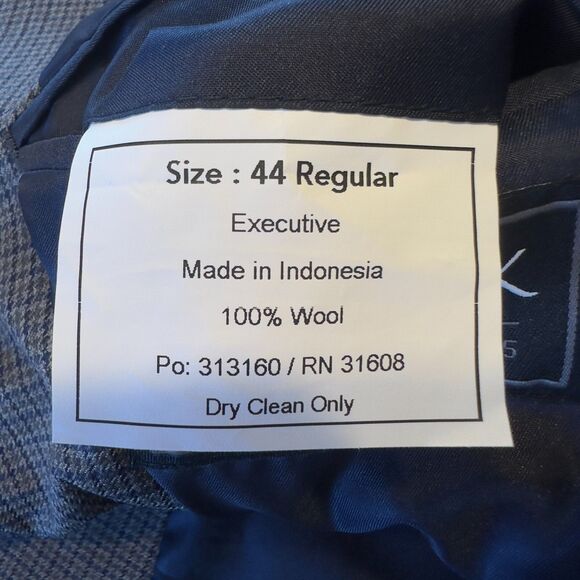 Size : 44 Regular
Executive
Made in Indonesia
100% Wool
Po: 313160 / RN 31608
Dry Clean Only